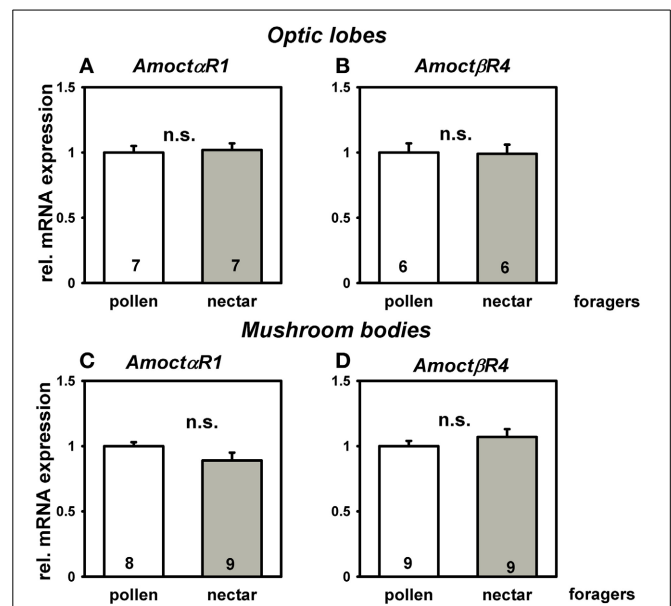 Optic lobes
A AmoctαR1
B AmoctβR4
rel. mRNA expression
1.5
1
0.5
0
n.s.
7 7
pollen nectar
1.5
1
0.5
0
n.s.
6 6
pollen nectar foragers
Mushroom bodies
C AmoctαR1
D AmoctβR4
rel. mRNA expression
1.5
1
0.5
0
n.s.
8 9
pollen nectar
1.5
1
0.5
0
n.s.
9 9
pollen nectar foragers